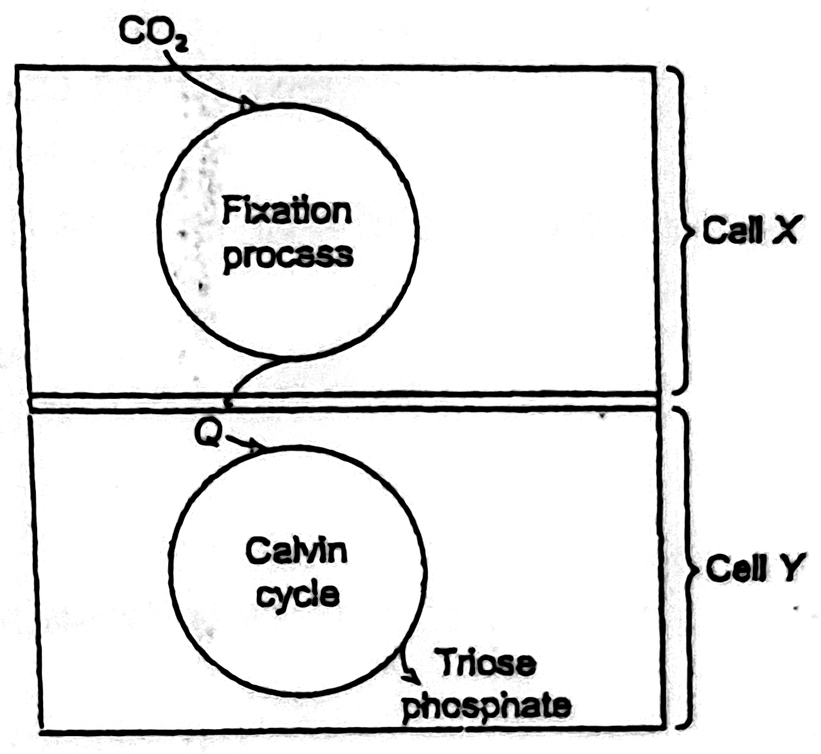 CO₂
Fixation
process
Cell X
Q
Calvin
cycle
Cell Y
Triose
phosphate